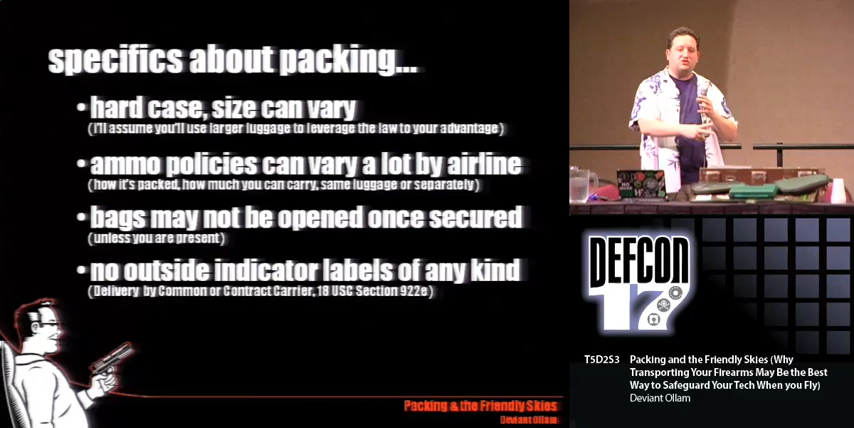 specifics about packing...
• hard case, size can vary
(I'll assume you'll use larger luggage to leverage the law to your advantage)
• ammo policies can vary a lot by airline
(how it's packed, how much you can carry, same luggage or separately)
• bags may not be opened once secured
(unless you are present)
• no outside indicator labels of any kind
(Delivery by Common or Contract Carrier, 18 USC Section 922e)
Packing & the Friendly Skies
Deviant Ollam
DEFCON
17
T5D2S3 Packing and the Friendly Skies (Why
Transporting Your Firearms May Be the Best
Way to Safeguard Your Tech When you Fly)
Deviant Ollam